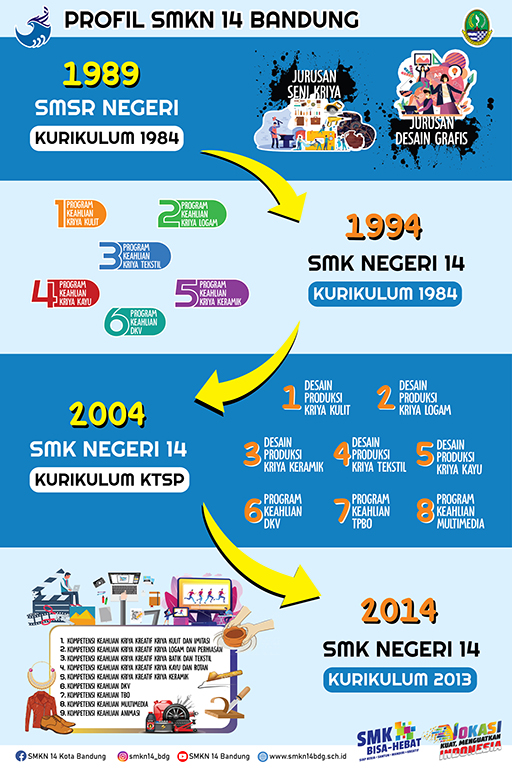 PROFIL SMKN 14 BANDUNG
1989
SMSR NEGERI
KURIKULUM 1984
JURUSAN
SENI KRIYA
JURUSAN
DESAIN GRAFIS
1 PROGRAM
KEAHLIAN
KRIYA KULIT
2 PROGRAM
KEAHLIAN
KRIYA LOGAM
3 PROGRAM
KEAHLIAN
KRIYA TEKSTIL
4 PROGRAM
KEAHLIAN
KRIYA KAYU
5 PROGRAM
KEAHLIAN
KRIYA KERAMIK
6 PROGRAM
KEAHLIAN
DKV
1994
SMK NEGERI 14
KURIKULUM 1984
2004
SMK NEGERI 14
KURIKULUM KTSP
1 DESAIN
PRODUKSI
KRIYA KULIT
2 DESAIN
PRODUKSI
KRIYA LOGAM
3 DESAIN
PRODUKSI
KRIYA KERAMIK
4 DESAIN
PRODUKSI
KRIYA TEKSTIL
5 DESAIN
PRODUKSI
KRIYA KAYU
6 PROGRAM
KEAHLIAN
DKV
7 PROGRAM
KEAHLIAN
TPBO
8 PROGRAM
KEAHLIAN
MULTIMEDIA
1. KOMPETENSI KEAHLIAN KRIYA KREATIF KRIYA KULIT DAN IMITASI
2. KOMPETENSI KEAHLIAN KRIYA KREATIF KRIYA LOGAM DAN PERHIASAN
3. KOMPETENSI KEAHLIAN KRIYA KREATIF KRIYA BATIK DAN TEKSTIL
4. KOMPETENSI KEAHLIAN KRIYA KREATIF KRIYA KAYU DAN ROTAN
5. KOMPETENSI KEAHLIAN KRIYA KREATIF KRIYA KERAMIK
6. KOMPETENSI KEAHLIAN DKV
7. KOMPETENSI KEAHLIAN TBO
8. KOMPETENSI KEAHLIAN MULTIMEDIA
9. KOMPETENSI KEAHLIAN ANIMASI
2014
SMK NEGERI 14
KURIKULUM 2013
SMK
BISA-HEBAT
VOKASI
KUAT, MENGUATKAN
INDONESIA
SMKN 14 Kota Bandung
smkn14_bdg
SMKN 14 Bandung
www.smkn14bdg.sch.id